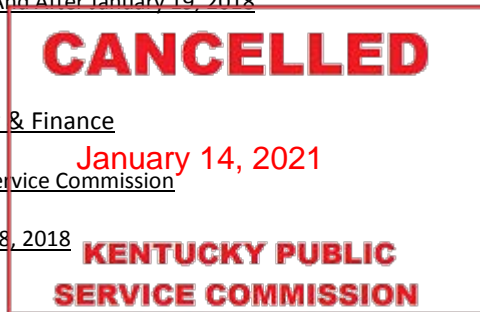 And After January 19, 2018
CANCELLED
& Finance
January 14, 2021
ervice Commission
8, 2018
KENTUCKY PUBLIC
SERVICE COMMISSION